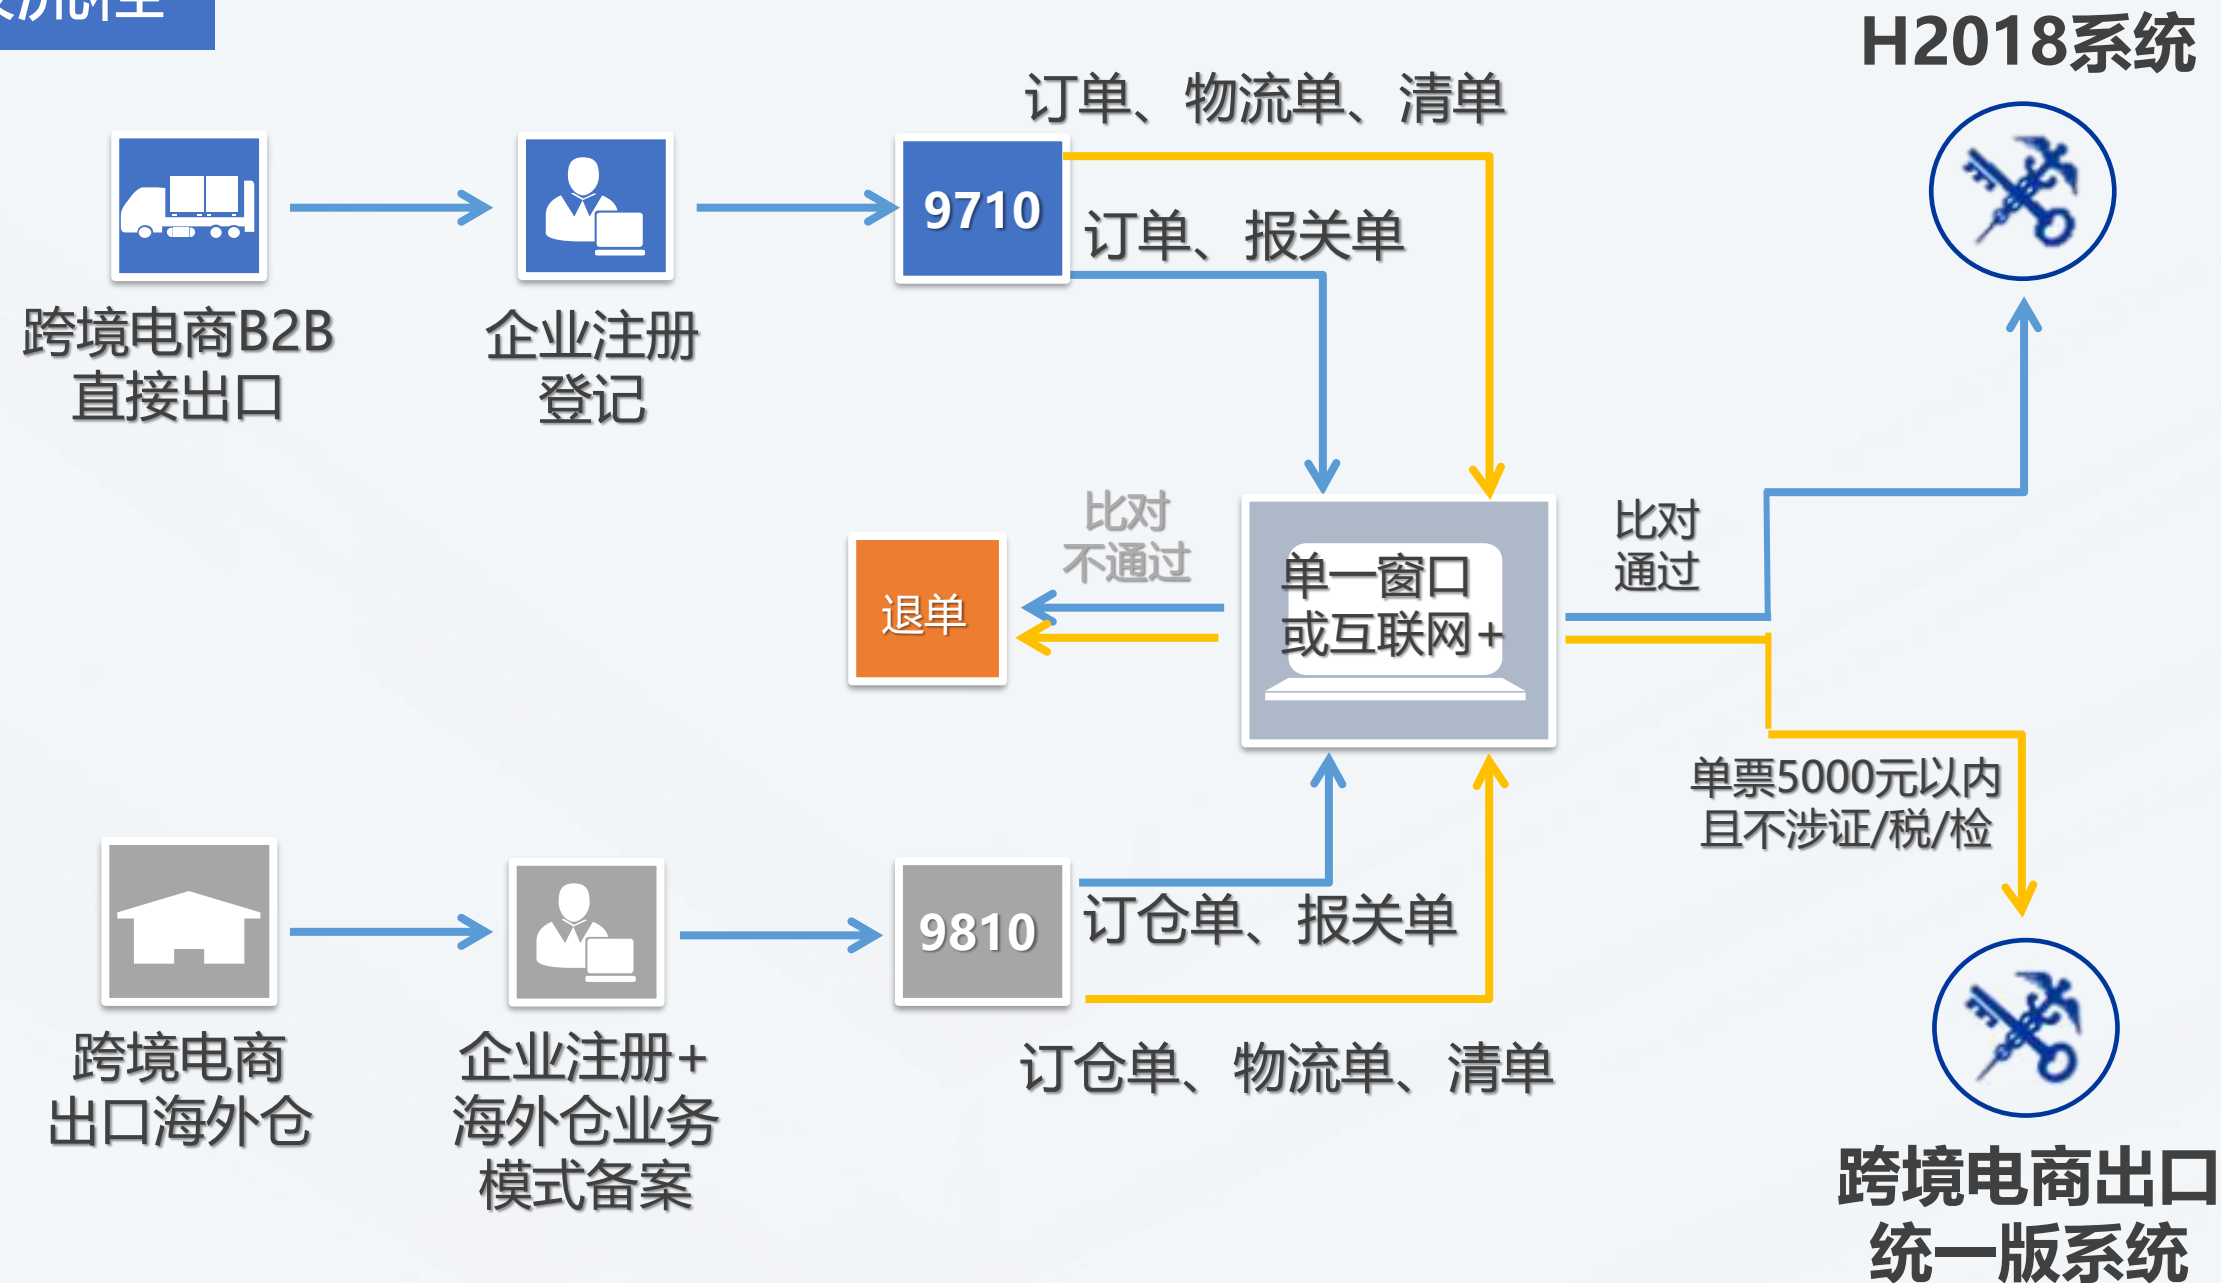 H2018系统
订单、物流单、清单
9710
订单、报关单
跨境电商B2B
直接出口
企业注册
登记
比对
不通过
退单
单一窗口
或互联网+
比对
通过
单票5000元以内
且不涉证/税/检
9810
订仓单、报关单
订仓单、物流单、清单
跨境电商
出口海外仓
企业注册+
海外仓业务
模式备案
跨境电商出口
统一版系统